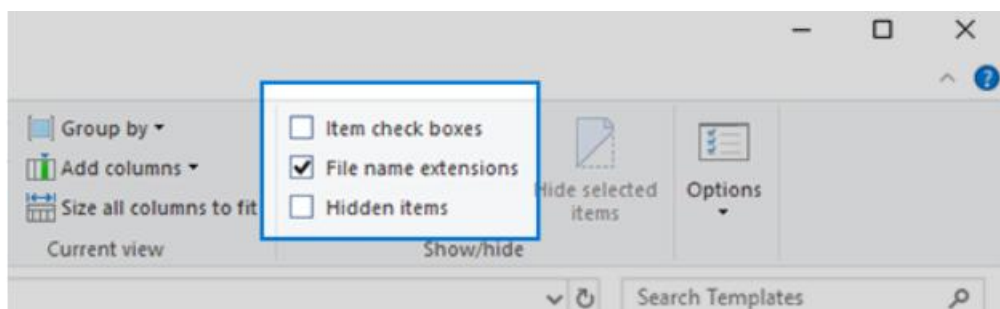 Group by
Add columns
Size all columns to fit
Current view
Item check boxes
File name extensions
Hidden items
Show/hide
Hide selected
items
Options
Search Templates